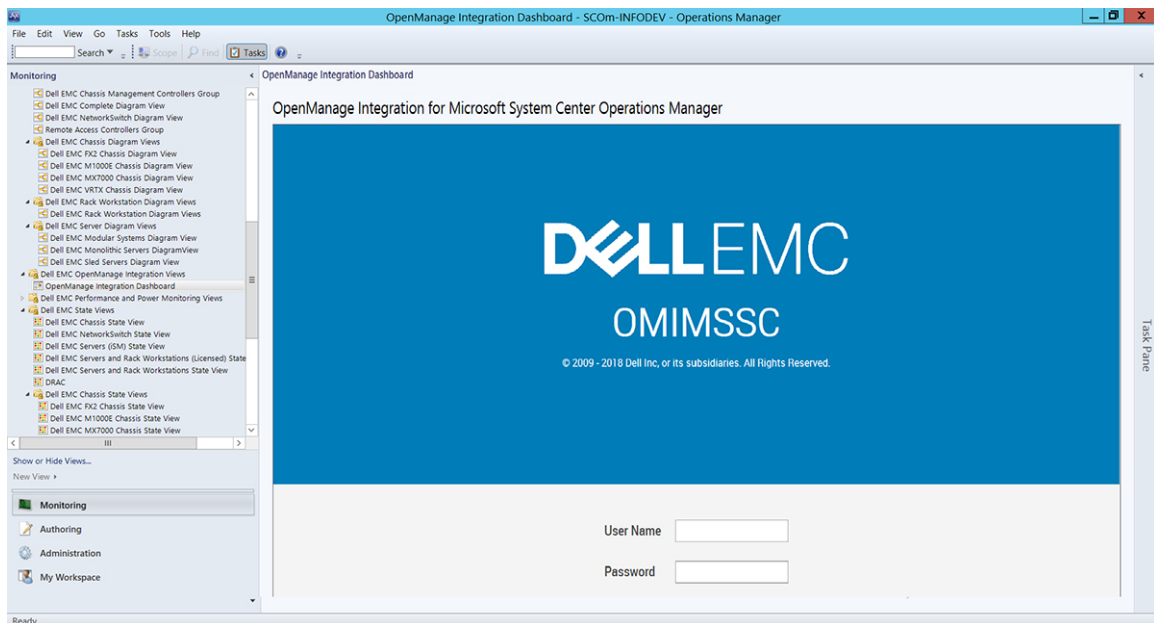 OpenManage Integration Dashboard - SCOm-INFODEV - Operations Manager
File Edit View Go Tasks Tools Help
Search Scope Find Tasks
Monitoring
OpenManage Integration Dashboard
Dell EMC Chassis Management Controllers Group
Dell EMC Complete Diagram View
Dell EMC NetworkSwitch Diagram View
Remote Access Controllers Group
Dell EMC Chassis Diagram Views
Dell EMC FX2 Chassis Diagram View
Dell EMC M1000E Chassis Diagram View
Dell EMC MX7000 Chassis Diagram View
Dell EMC VRTX Chassis Diagram View
Dell EMC Rack Workstation Diagram Views
Dell EMC Rack Workstation Diagram Views
Dell EMC Server Diagram Views
Dell EMC Modular Systems Diagram View
Dell EMC Monolithic Servers DiagramView
Dell EMC Sled Servers Diagram View
Dell EMC OpenManage Integration Views
OpenManage Integration Dashboard
Dell EMC Performance and Power Monitoring Views
Dell EMC State Views
Dell EMC Chassis State View
Dell EMC NetworkSwitch State View
Dell EMC Servers (iSM) State View
Dell EMC Servers and Rack Workstations (Licensed) State
Dell EMC Servers and Rack Workstations State View
DRAC
Dell EMC Chassis State Views
Dell EMC FX2 Chassis State View
Dell EMC M1000E Chassis State View
Dell EMC MX7000 Chassis State View
Show or Hide Views...
New View
Monitoring
Authoring
Administration
My Workspace
OpenManage Integration for Microsoft System Center Operations Manager
DELL EMC
OMIMSSC
© 2009 - 2018 Dell Inc, or its subsidiaries. All Rights Reserved.
User Name
Password
Task Pane
Ready